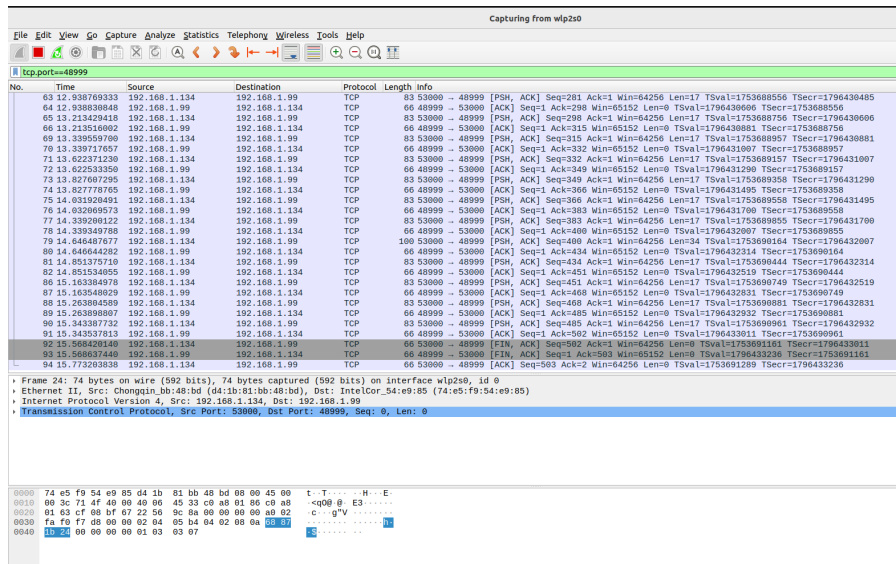 Capturing from wlp2s0
File Edit View Go Capture Analyze Statistics Telephony Wireless Tools Help
tcp.port==48999
No. Time Source Destination Protocol Length Info
63 12.938769333 192.168.1.134 192.168.1.99 TCP 83 53000 → 48999 [PSH, ACK] Seq=281 Ack=1 Win=64256 Len=17 TSval=1753688556 TSecr=1796430485
64 12.938830848 192.168.1.99 192.168.1.134 TCP 66 48999 → 53000 [ACK] Seq=1 Ack=298 Win=65152 Len=0 TSval=1796430606 TSecr=1753688556
65 13.213429418 192.168.1.134 192.168.1.99 TCP 83 53000 → 48999 [PSH, ACK] Seq=298 Ack=1 Win=64256 Len=17 TSval=1753688756 TSecr=1796430606
66 13.213516002 192.168.1.99 192.168.1.134 TCP 66 48999 → 53000 [ACK] Seq=1 Ack=315 Win=65152 Len=0 TSval=1796430881 TSecr=1753688756
69 13.339559700 192.168.1.134 192.168.1.99 TCP 83 53000 → 48999 [PSH, ACK] Seq=315 Ack=1 Win=64256 Len=17 TSval=1753688957 TSecr=1796430881
70 13.339717657 192.168.1.99 192.168.1.134 TCP 66 48999 → 53000 [ACK] Seq=1 Ack=332 Win=65152 Len=0 TSval=1796431007 TSecr=1753688957
71 13.622371230 192.168.1.134 192.168.1.99 TCP 83 53000 → 48999 [PSH, ACK] Seq=332 Ack=1 Win=64256 Len=17 TSval=1753689157 TSecr=1796431007
72 13.622533350 192.168.1.99 192.168.1.134 TCP 66 48999 → 53000 [ACK] Seq=1 Ack=349 Win=65152 Len=0 TSval=1796431290 TSecr=1753689157
73 13.827607295 192.168.1.134 192.168.1.99 TCP 83 53000 → 48999 [PSH, ACK] Seq=349 Ack=1 Win=64256 Len=17 TSval=1753689358 TSecr=1796431290
74 13.827778765 192.168.1.99 192.168.1.134 TCP 66 48999 → 53000 [ACK] Seq=1 Ack=366 Win=65152 Len=0 TSval=1796431495 TSecr=1753689358
75 14.031920491 192.168.1.134 192.168.1.99 TCP 83 53000 → 48999 [PSH, ACK] Seq=366 Ack=1 Win=64256 Len=17 TSval=1753689558 TSecr=1796431495
76 14.032069573 192.168.1.99 192.168.1.134 TCP 66 48999 → 53000 [ACK] Seq=1 Ack=383 Win=65152 Len=0 TSval=1796431700 TSecr=1753689558
77 14.339200122 192.168.1.134 192.168.1.99 TCP 83 53000 → 48999 [PSH, ACK] Seq=383 Ack=1 Win=64256 Len=17 TSval=1753689855 TSecr=1796431700
78 14.339349788 192.168.1.99 192.168.1.134 TCP 66 48999 → 53000 [ACK] Seq=1 Ack=400 Win=65152 Len=0 TSval=1796432007 TSecr=1753689855
79 14.646487677 192.168.1.134 192.168.1.99 TCP 100 53000 → 48999 [PSH, ACK] Seq=400 Ack=1 Win=64256 Len=34 TSval=1753690164 TSecr=1796432007
80 14.646644282 192.168.1.99 192.168.1.134 TCP 66 48999 → 53000 [ACK] Seq=1 Ack=434 Win=65152 Len=0 TSval=1796432314 TSecr=1753690164
81 14.851375710 192.168.1.134 192.168.1.99 TCP 83 53000 → 48999 [PSH, ACK] Seq=434 Ack=1 Win=64256 Len=17 TSval=1753690444 TSecr=1796432314
82 14.851534055 192.168.1.99 192.168.1.134 TCP 66 48999 → 53000 [ACK] Seq=1 Ack=451 Win=65152 Len=0 TSval=1796432519 TSecr=1753690444
86 15.163384978 192.168.1.134 192.168.1.99 TCP 83 53000 → 48999 [PSH, ACK] Seq=451 Ack=1 Win=64256 Len=17 TSval=1753690749 TSecr=1796432519
87 15.163548029 192.168.1.99 192.168.1.134 TCP 66 48999 → 53000 [ACK] Seq=1 Ack=468 Win=65152 Len=0 TSval=1796432831 TSecr=1753690749
88 15.263804589 192.168.1.134 192.168.1.99 TCP 83 53000 → 48999 [PSH, ACK] Seq=468 Ack=1 Win=64256 Len=17 TSval=1753690881 TSecr=1796432831
89 15.263898807 192.168.1.99 192.168.1.134 TCP 66 48999 → 53000 [ACK] Seq=1 Ack=485 Win=65152 Len=0 TSval=1796432932 TSecr=1753690881
90 15.343387732 192.168.1.134 192.168.1.99 TCP 83 53000 → 48999 [PSH, ACK] Seq=485 Ack=1 Win=64256 Len=17 TSval=1753690961 TSecr=1796432932
91 15.343537813 192.168.1.99 192.168.1.134 TCP 66 48999 → 53000 [ACK] Seq=1 Ack=502 Win=65152 Len=0 TSval=1796433011 TSecr=1753690961
92 15.568420140 192.168.1.134 192.168.1.99 TCP 66 53000 → 48999 [FIN, ACK] Seq=502 Ack=1 Win=64256 Len=0 TSval=1753691161 TSecr=1796433011
93 15.568637440 192.168.1.99 192.168.1.134 TCP 66 48999 → 53000 [FIN, ACK] Seq=1 Ack=503 Win=65152 Len=0 TSval=1796433236 TSecr=1753691161
94 15.773203838 192.168.1.134 192.168.1.99 TCP 66 53000 → 48999 [ACK] Seq=503 Ack=2 Win=64256 Len=0 TSval=1753691289 TSecr=1796433236
Frame 24: 74 bytes on wire (592 bits), 74 bytes captured (592 bits) on interface wlp2s0, id 0
Ethernet II, Src: Chongqin_bb:48:bd (d4:1b:81:bb:48:bd), Dst: IntelCor_54:e9:85 (74:e5:f9:54:e9:85)
Internet Protocol Version 4, Src: 192.168.1.134, Dst: 192.168.1.99
Transmission Control Protocol, Src Port: 53000, Dst Port: 48999, Seq: 0, Len: 0
0000 74 e5 f9 54 e9 85 d4 1b 81 bb 48 bd 08 00 45 00 t··T···· ··H···E·
0010 00 3c 71 4f 40 00 40 06 45 33 c0 a8 01 86 c0 a8 ·<qO@·@· E3······
0020 01 63 cf 08 bf 67 22 56 9c 8a 00 00 00 00 a0 02 ·c···g"V ········
0030 fa f0 f7 d8 00 00 02 04 05 b4 04 02 08 0a 68 87 ········ ······h·
0040 1b 24 00 00 00 00 01 03 03 07